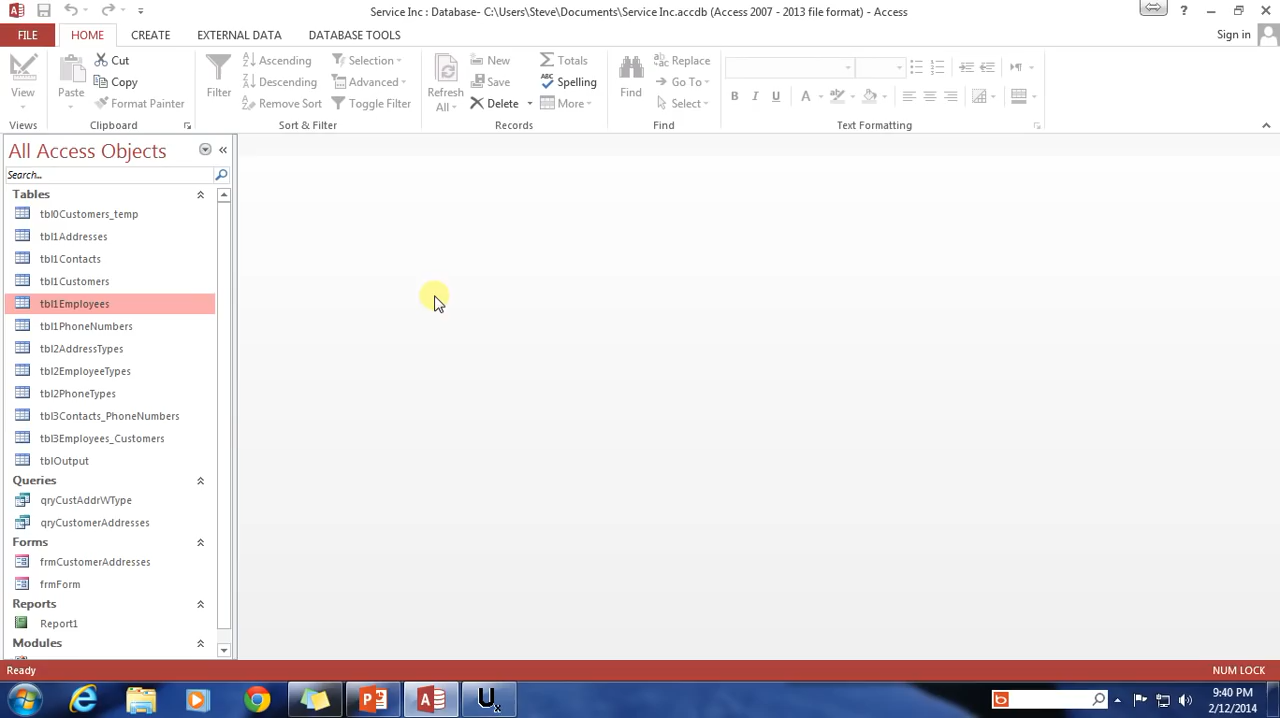 Service Inc : Database- C:\Users\Steve\Documents\Service Inc.accdb (Access 2007 - 2013 file format) - Access
FILE HOME CREATE EXTERNAL DATA DATABASE TOOLS Sign in
View
Views
Paste
Cut
Copy
Format Painter
Clipboard
Filter
Ascending
Descending
Remove Sort
Selection
Advanced
Toggle Filter
Sort & Filter
Refresh
All
New
Save
Delete
Totals
Spelling
More
Records
Find
Replace
Go To
Select
Find
B I U A
Text Formatting
All Access Objects
Search...
Tables
tbl0Customers_temp
tbl1Addresses
tbl1Contacts
tbl1Customers
tbl1Employees
tbl1PhoneNumbers
tbl2AddressTypes
tbl2EmployeeTypes
tbl2PhoneTypes
tbl3Contacts_PhoneNumbers
tbl3Employees_Customers
tblOutput
Queries
qryCustAddrWType
qryCustomerAddresses
Forms
frmCustomerAddresses
frmForm
Reports
Report1
Modules
Ready NUM LOCK
9:40 PM
2/12/2014